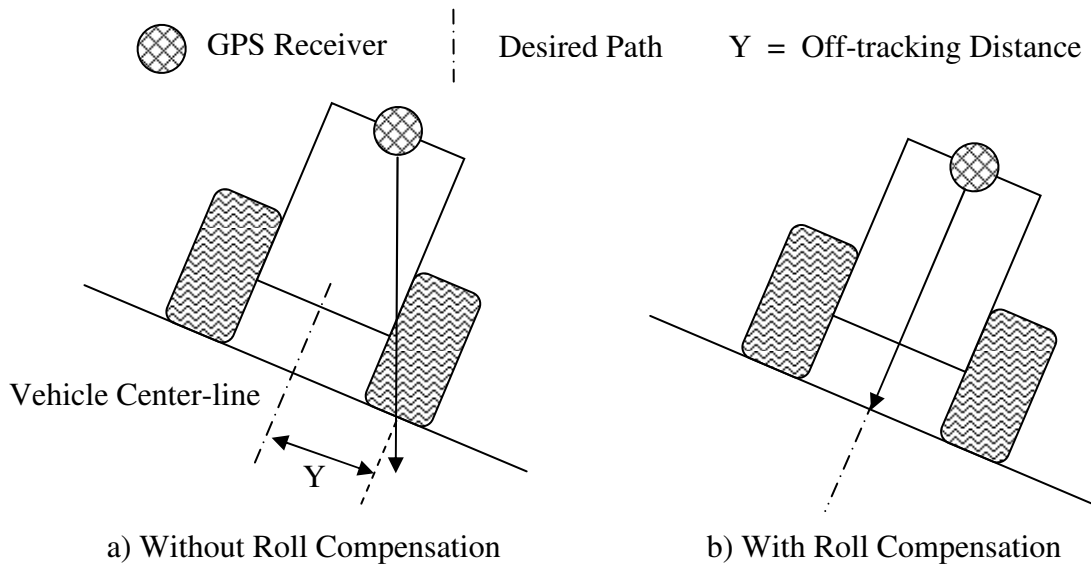 GPS Receiver
Desired Path
Y = Off-tracking Distance
Vehicle Center-line
Y
a) Without Roll Compensation
b) With Roll Compensation